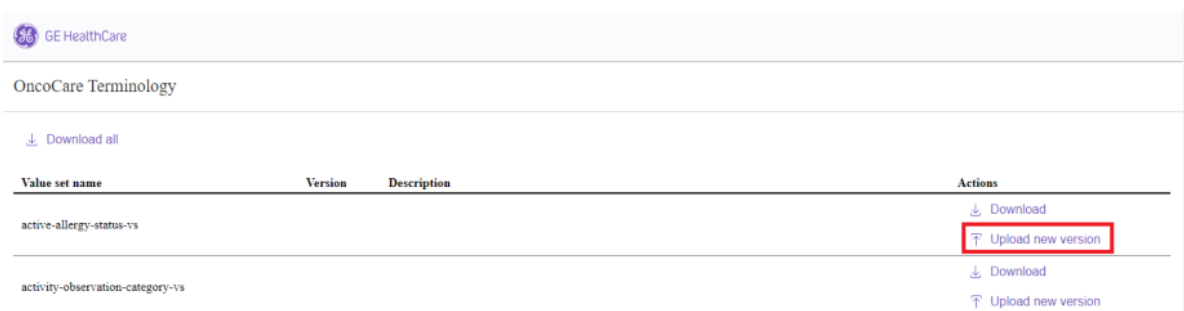 GE HealthCare
OncoCare Terminology
Download all
Value set name Version Description Actions
active-allergy-status-vs
Download
Upload new version
activity-observation-category-vs
Download
Upload new version